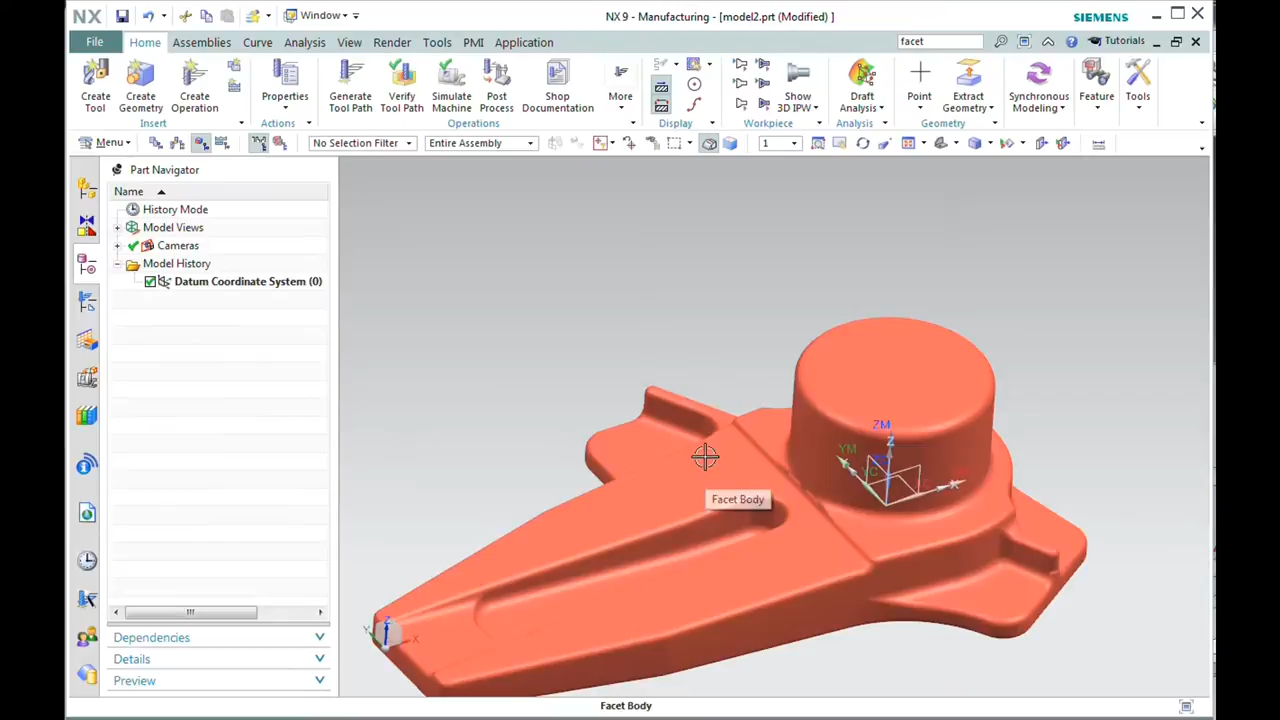 NX
Window
NX 9 - Manufacturing - [model2.prt (Modified) ]
SIEMENS
File Home Assemblies Curve Analysis View Render Tools PMI Application
facet
Tutorials
Create Tool
Create Geometry
Create Operation
Properties
Generate Tool Path
Verify Tool Path
Simulate Machine
Post Process
Shop Documentation
More
Show 3D IPW
Draft Analysis
Point
Extract Geometry
Synchronous Modeling
Feature
Tools
Insert Actions Operations Display Workpiece Analysis Geometry
Menu
No Selection Filter
Entire Assembly
1
Part Navigator
Name
History Mode
Model Views
Cameras
Model History
Datum Coordinate System (0)
ZM
Z
YM
YC
X
Facet Body
Z
Y
X
Dependencies
Details
Preview
Facet Body